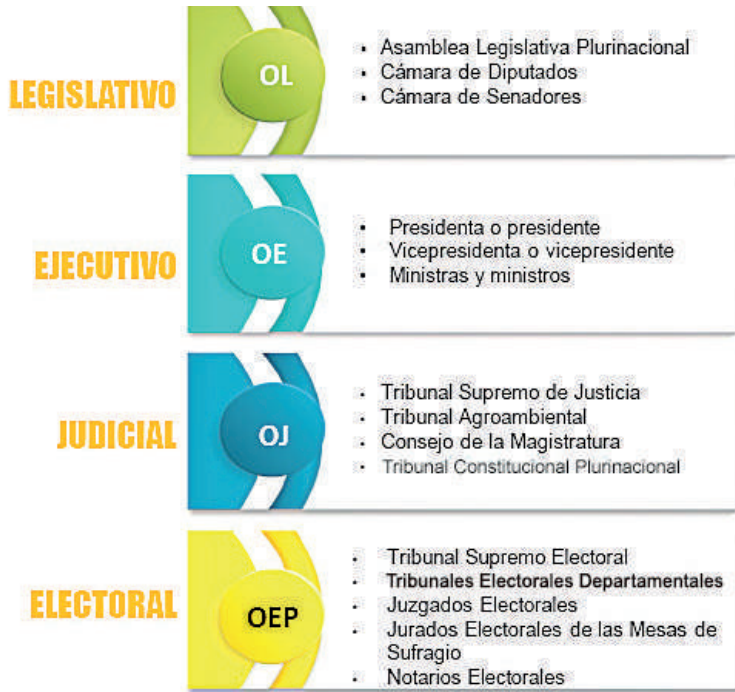 LEGISLATIVO
OL
▪ Asamblea Legislativa Plurinacional
▪ Cámara de Diputados
▪ Cámara de Senadores
EJECUTIVO
OE
• Presidenta o presidente
• Vicepresidenta o vicepresidente
• Ministras y ministros
JUDICIAL
OJ
• Tribunal Supremo de Justicia
• Tribunal Agroambiental
• Consejo de la Magistratura
• Tribunal Constitucional Plurinacional
ELECTORAL
OEP
• Tribunal Supremo Electoral
• Tribunales Electorales Departamentales
• Juzgados Electorales
• Jurados Electorales de las Mesas de
Sufragio
• Notarios Electorales